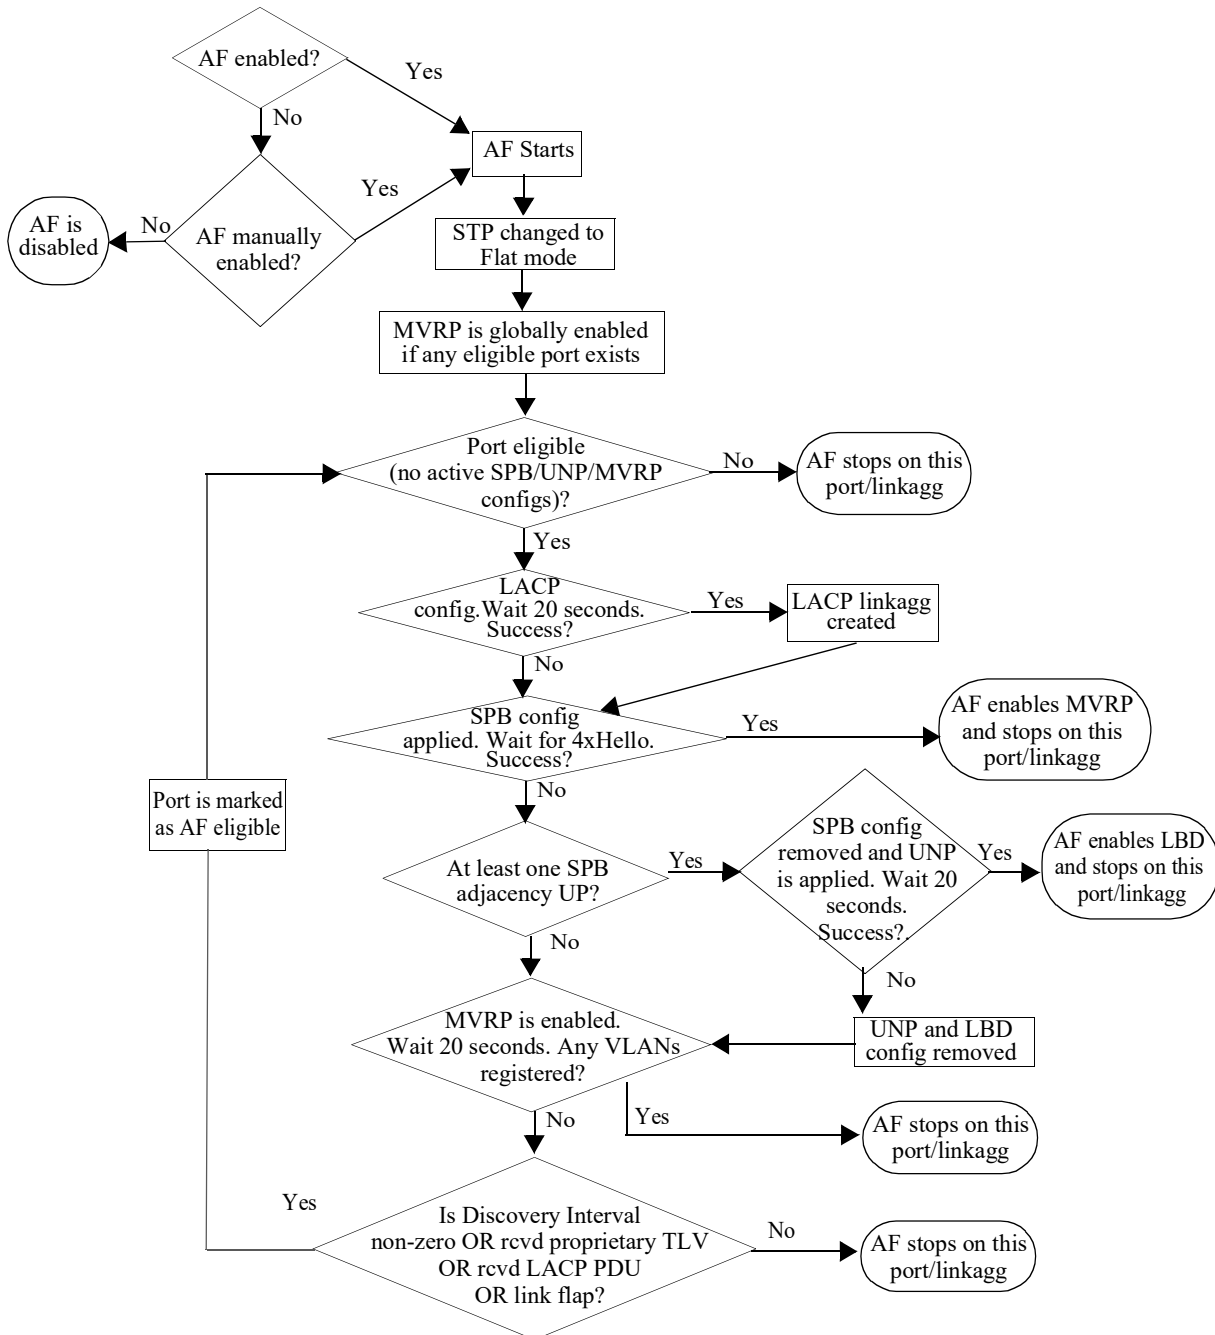 AF enabled?
Yes
No
AF Starts
Yes
AF is
disabled
No
AF manually
enabled?
STP changed to
Flat mode
MVRP is globally enabled
if any eligible port exists
Port eligible
(no active SPB/UNP/MVRP
configs)?
No
AF stops on this
port/linkagg
Yes
LACP
config.Wait 20 seconds.
Success?
Yes
LACP linkagg
created
No
SPB config
applied. Wait for 4xHello.
Success?
Yes
AF enables MVRP
and stops on this
port/linkagg
No
Port is marked
as AF eligible
At least one SPB
adjacency UP?
Yes
SPB config
removed and UNP
is applied. Wait 20
seconds.
Success?.
Yes
AF enables LBD
and stops on this
port/linkagg
No
No
UNP and LBD
config removed
MVRP is enabled.
Wait 20 seconds. Any VLANs
registered?
Yes
AF stops on this
port/linkagg
No
Yes
Is Discovery Interval
non-zero OR rcvd proprietary TLV
OR rcvd LACP PDU
OR link flap?
No
AF stops on this
port/linkagg